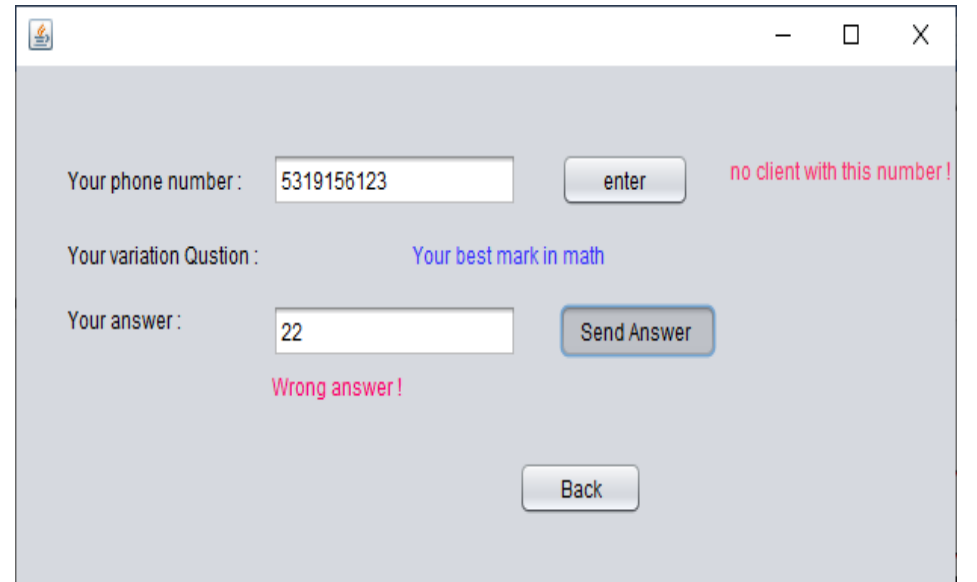 Your phone number : 5319156123 enter no client with this number !
Your variation Qustion : Your best mark in math
Your answer : 22 Send Answer
Wrong answer !
Back